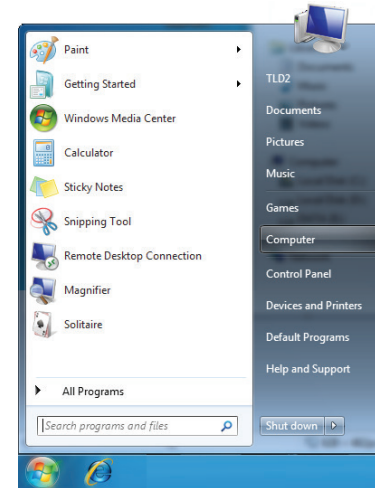 Paint
Getting Started
Windows Media Center
Calculator
Sticky Notes
Snipping Tool
Remote Desktop Connection
Magnifier
Solitaire
All Programs
Search programs and files
TLD2
Documents
Pictures
Music
Games
Computer
Control Panel
Devices and Printers
Default Programs
Help and Support
Shut down